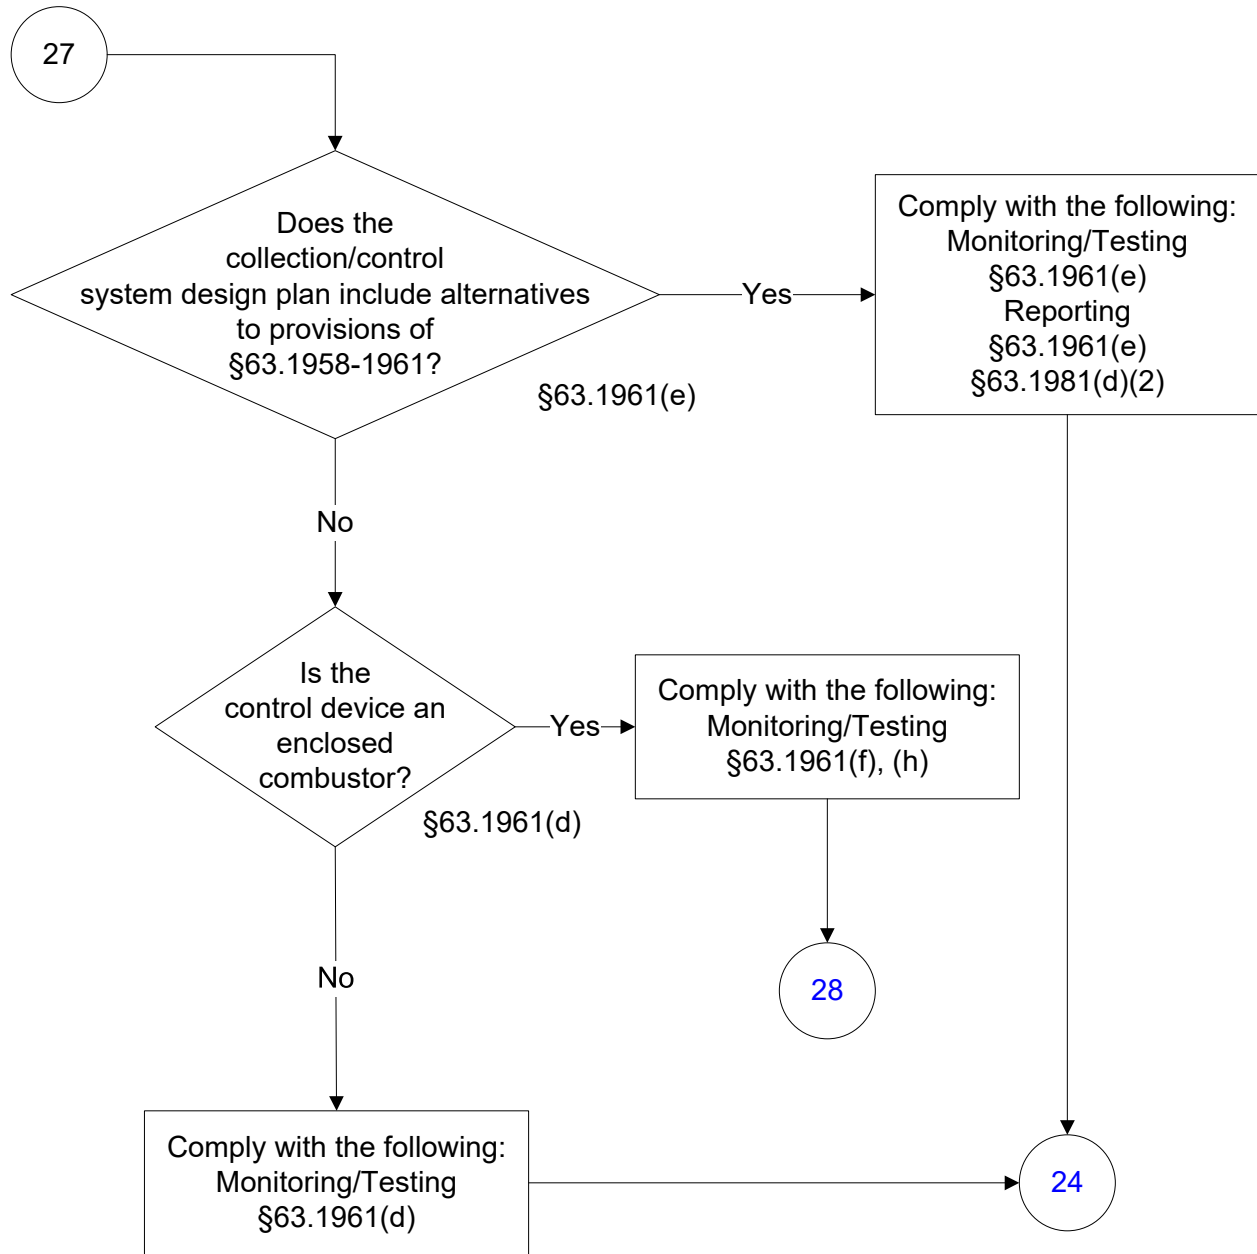 27
Does the
collection/control
system design plan include alternatives
to provisions of
§63.1958-1961?
§63.1961(e)
Yes
Comply with the following:
Monitoring/Testing
§63.1961(e)
Reporting
§63.1961(e)
§63.1981(d)(2)
No
Is the
control device an
enclosed
combustor?
§63.1961(d)
Yes
Comply with the following:
Monitoring/Testing
§63.1961(f), (h)
28
No
Comply with the following:
Monitoring/Testing
§63.1961(d)
24